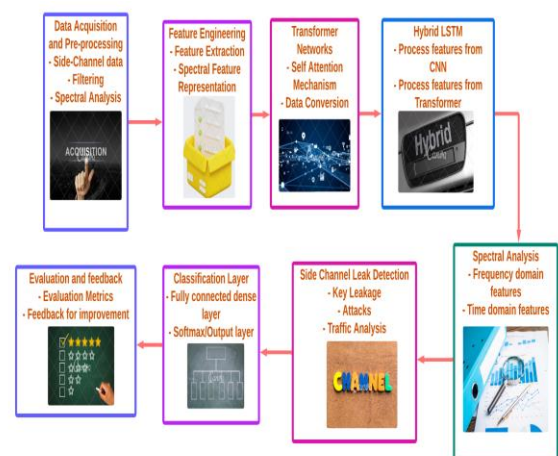 Data Acquisition
and Pre-processing
- Side-Channel data
- Filtering
- Spectral Analysis
ACQUISITION
Feature Engineering
- Feature Extraction
- Spectral Feature
Representation
Transformer
Networks
- Self Attention
Mechanism
- Data Conversion
Hybrid LSTM
- Process features from
CNN
- Process features from
Transformer
Hybrid
Spectral Analysis
- Frequency domain
features
- Time domain features
Side Channel Leak Detection
- Key Leakage
- Attacks
- Traffic Analysis
CHANNEL
Classification Layer
- Fully connected dense
layer
- Softmax/Output layer
Evaluation and feedback
- Evaluation Metrics
- Feedback for improvement